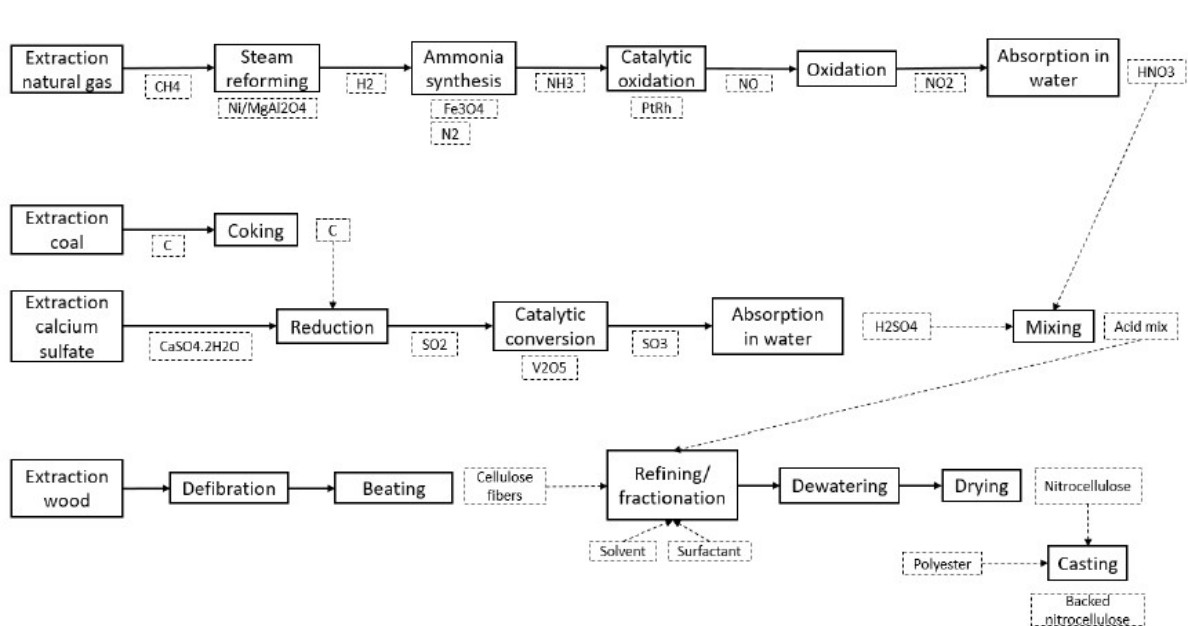 Extraction
natural gas
CH4
Steam
reforming
Ni/MgAl2O4
H2
Ammonia
synthesis
Fe3O4
N2
NH3
Catalytic
oxidation
PtRh
NO
Oxidation
NO2
Absorption in
water
HNO3
Extraction
coal
C
Coking
C
Extraction
calcium
sulfate
CaSO4.2H2O
Reduction
SO2
Catalytic
conversion
V2O5
SO3
Absorption
in water
H2SO4
Mixing
Acid mix
Extraction
wood
Defibration
Beating
Cellulose
fibers
Refining/
fractionation
Solvent
Surfactant
Dewatering
Drying
Nitrocellulose
Polyester
Casting
Backed
nitrocellulose